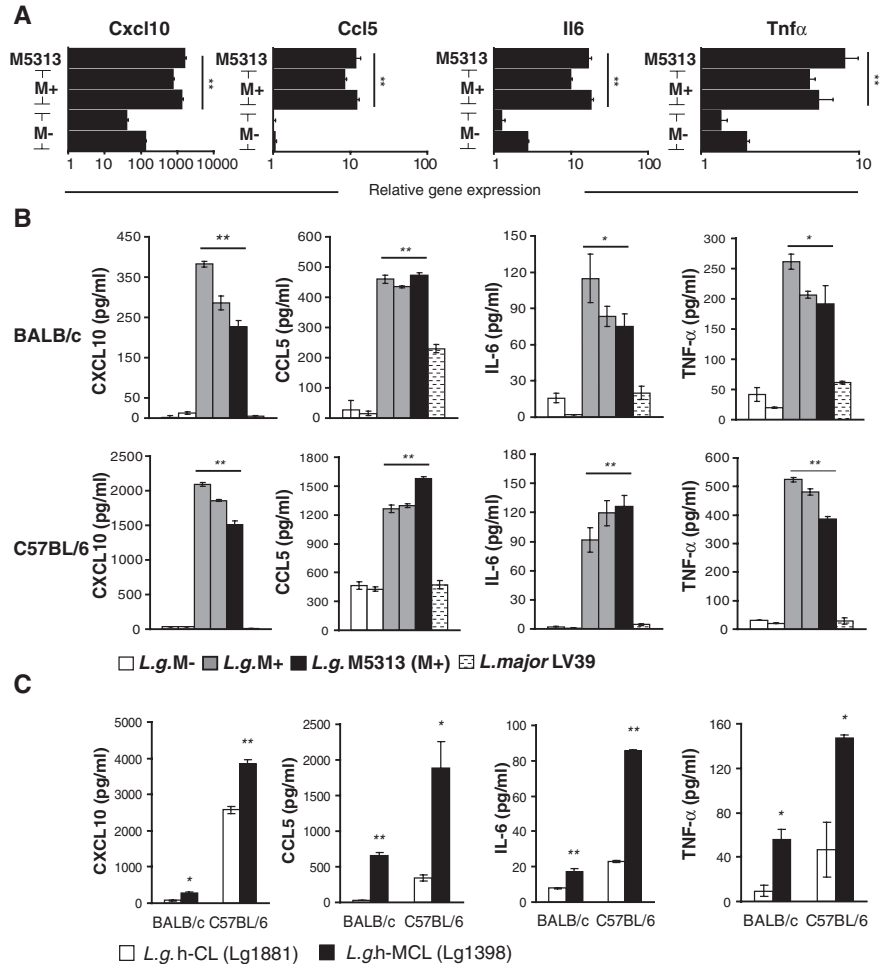 A
Cxcl10 Ccl5 Il6 Tnfα
M5313 M5313 M5313
M+ M+ M+ M+
M- M- M- M-
** ** ** **
1 10 100 1000 10000 1 10 100 1 10 100 1 10
Relative gene expression
B
BALB/c
CXCL10 (pg/ml)
450
350
250
150
50
0
**
CCL5 (pg/ml)
600
500
400
300
200
100
0
**
IL-6 (pg/ml)
150
120
90
60
30
0
*
TNF-α (pg/ml)
300
250
200
150
100
50
0
*
C57BL/6
CXCL10 (pg/ml)
2500
2000
1500
1000
500
0
**
CCL5 (pg/ml)
1800
1500
1200
900
600
300
0
**
IL-6 (pg/ml)
150
120
90
60
30
0
**
TNF-α (pg/ml)
600
500
400
300
200
100
0
**
L.g.M- L.g.M+ L.g. M5313 (M+) L.major LV39
C
CXCL10 (pg/ml)
5000
4000
3000
2000
1000
0
* **
BALB/c C57BL/6
CCL5 (pg/ml)
2500
2000
1500
1000
500
0
** *
BALB/c C57BL/6
IL-6 (pg/ml)
100
80
60
40
20
0
** **
BALB/c C57BL/6
TNF-α (pg/ml)
160
120
80
40
0
* *
BALB/c C57BL/6
L.g. h-CL (Lg1881) L.g.h-MCL (Lg1398)